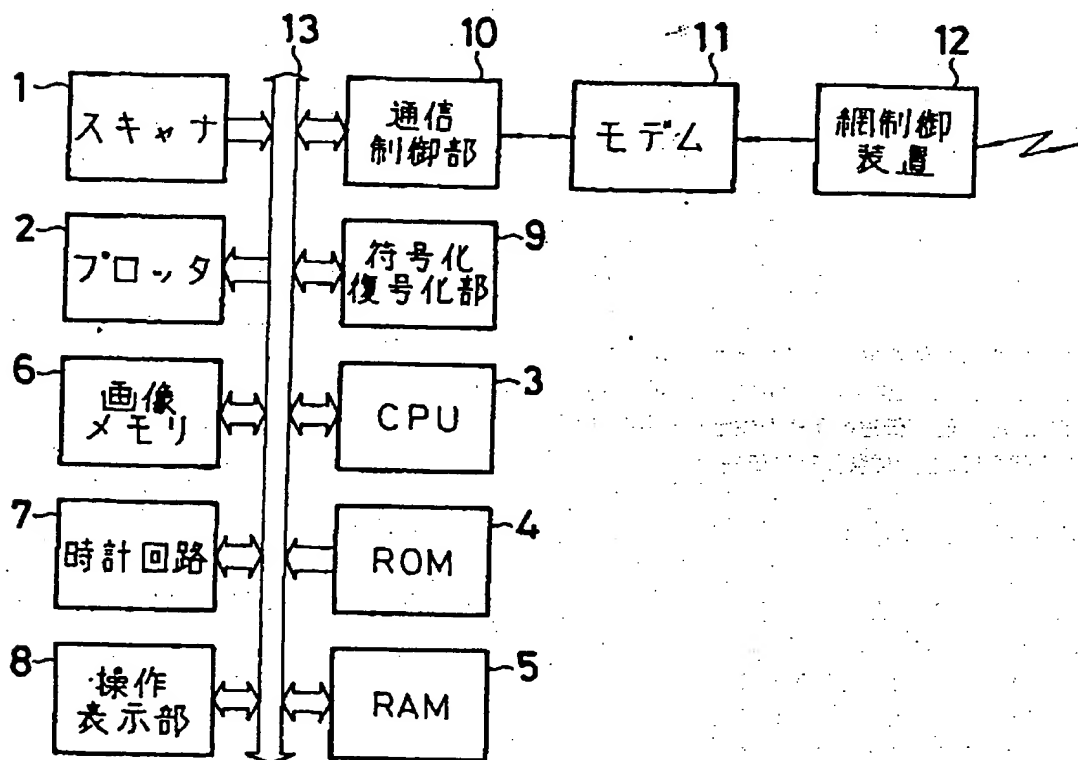 13
10
11
12
1
スキャナ
通信
制御部
モデム
網制御
装置
2
プロッタ
9
符号化
復号化部
6
画像
メモリ
3
CPU
7
時計回路
4
ROM
8
操作
表示部
5
RAM